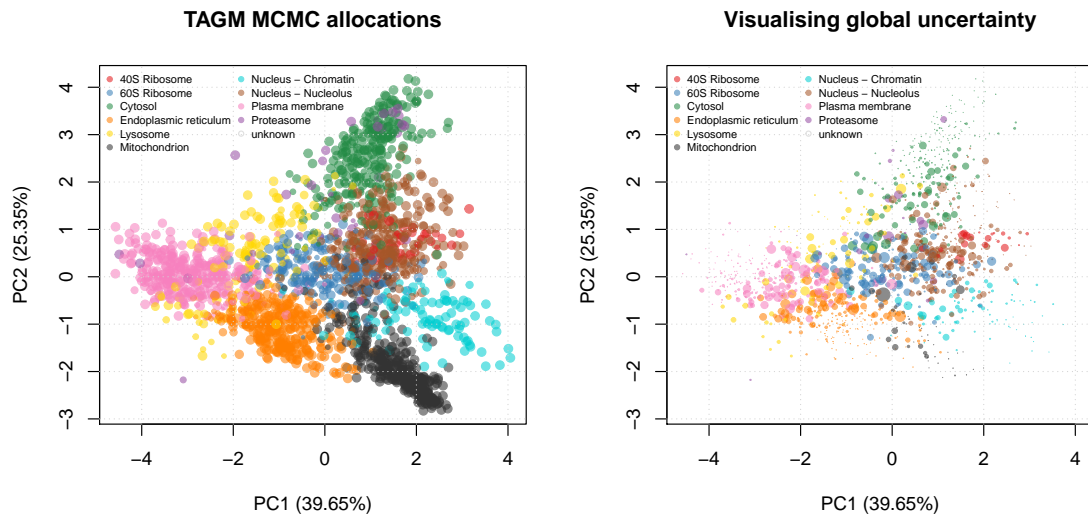 TAGM MCMC allocations
40S Ribosome
60S Ribosome
Cytosol
Endoplasmic reticulum
Lysosome
Mitochondrion
Nucleus − Chromatin
Nucleus − Nucleolus
Plasma membrane
Proteasome
unknown
PC2 (25.35%)
4
3
2
1
0
−1
−2
−3
−4
−2
0
2
4
PC1 (39.65%)
Visualising global uncertainty
40S Ribosome
60S Ribosome
Cytosol
Endoplasmic reticulum
Lysosome
Mitochondrion
Nucleus − Chromatin
Nucleus − Nucleolus
Plasma membrane
Proteasome
unknown
PC2 (25.35%)
4
3
2
1
0
−1
−2
−3
−4
−2
0
2
4
PC1 (39.65%)